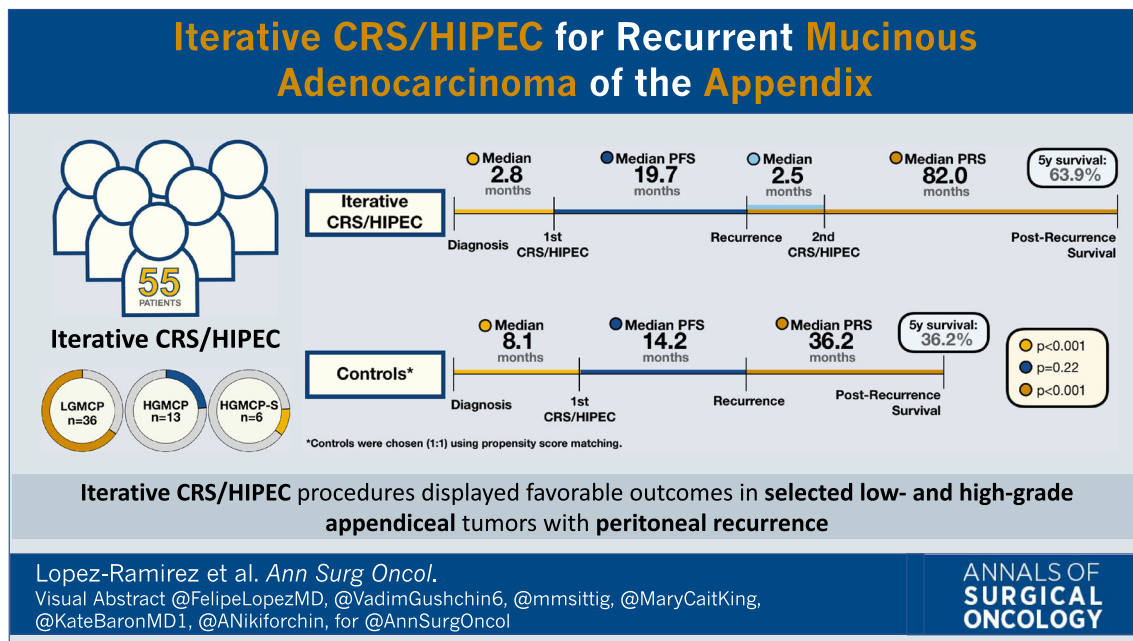 Iterative CRS/HIPEC for Recurrent Mucinous
Adenocarcinoma of the Appendix
55
PATIENTS
Iterative CRS/HIPEC
LGMCP
n=36
HGMCP
n=13
HGMCP-S
n=6
Iterative
CRS/HIPEC
Median
2.8
months
Median PFS
19.7
months
Median
2.5
months
Median PRS
82.0
months
5y survival:
63.9%
Diagnosis
1st
CRS/HIPEC
Recurrence
2nd
CRS/HIPEC
Post-Recurrence
Survival
Controls*
Median
8.1
months
Median PFS
14.2
months
Median PRS
36.2
months
5y survival:
36.2%
Diagnosis
1st
CRS/HIPEC
Recurrence
Post-Recurrence
Survival
p<0.001
p=0.22
p<0.001
*Controls were chosen (1:1) using propensity score matching.
Iterative CRS/HIPEC procedures displayed favorable outcomes in selected low- and high-grade
appendiceal tumors with peritoneal recurrence
Lopez-Ramirez et al. Ann Surg Oncol.
Visual Abstract @FelipeLopezMD, @VadimGushchin6, @mmsittig, @MaryCaitKing,
@KateBaronMD1, @ANikiforchin, for @AnnSurgOncol
ANNALS OF
SURGICAL
ONCOLOGY